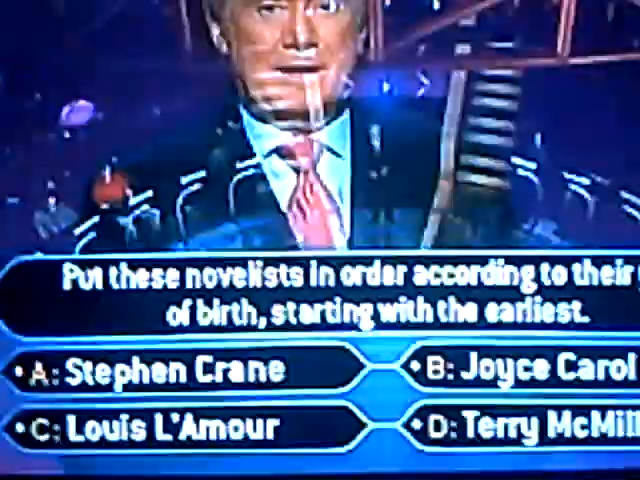 Put these novelists in order according to their
of birth, starting with the earliest.
A: Stephen Crane
B: Joyce Carol
C: Louis L'Amour
D: Terry McMill